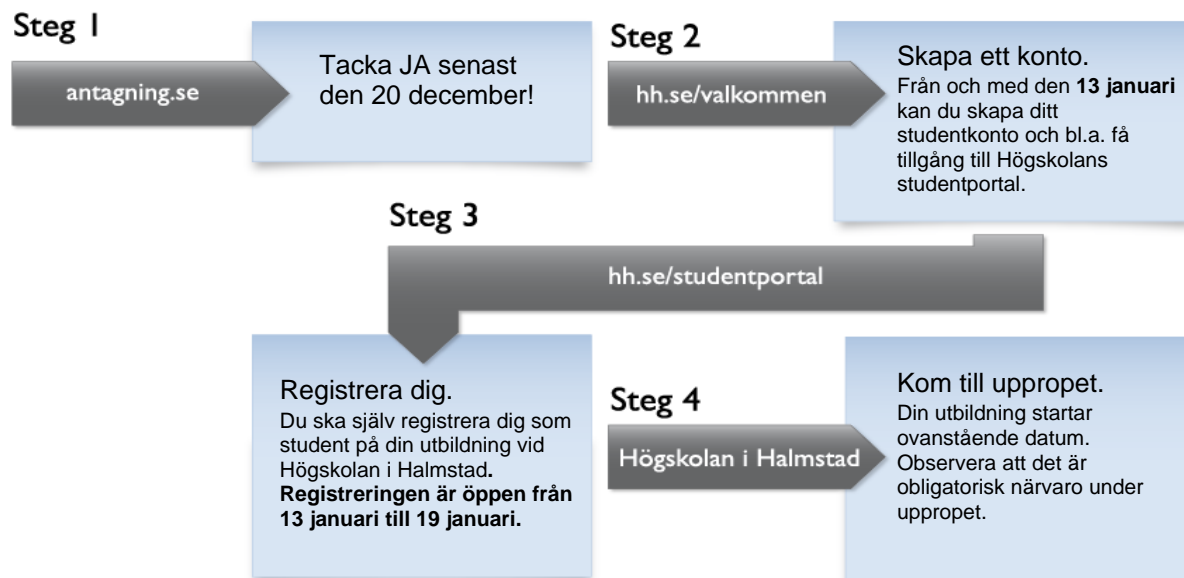 Steg 1
antagning.se
Tacka JA senast
den 20 december!
Steg 2
hh.se/valkommen
Skapa ett konto.
Från och med den 13 januari
kan du skapa ditt
studentkonto och bl.a. få
tillgång till Högskolans
studentportal.
Steg 3
hh.se/studentportal
Registrera dig.
Du ska själv registrera dig som
student på din utbildning vid
Högskolan i Halmstad.
Registreringen är öppen från
13 januari till 19 januari.
Steg 4
Högskolan i Halmstad
Kom till uppropet.
Din utbildning startar
ovanstående datum.
Observera att det är
obligatorisk närvaro under
uppropet.